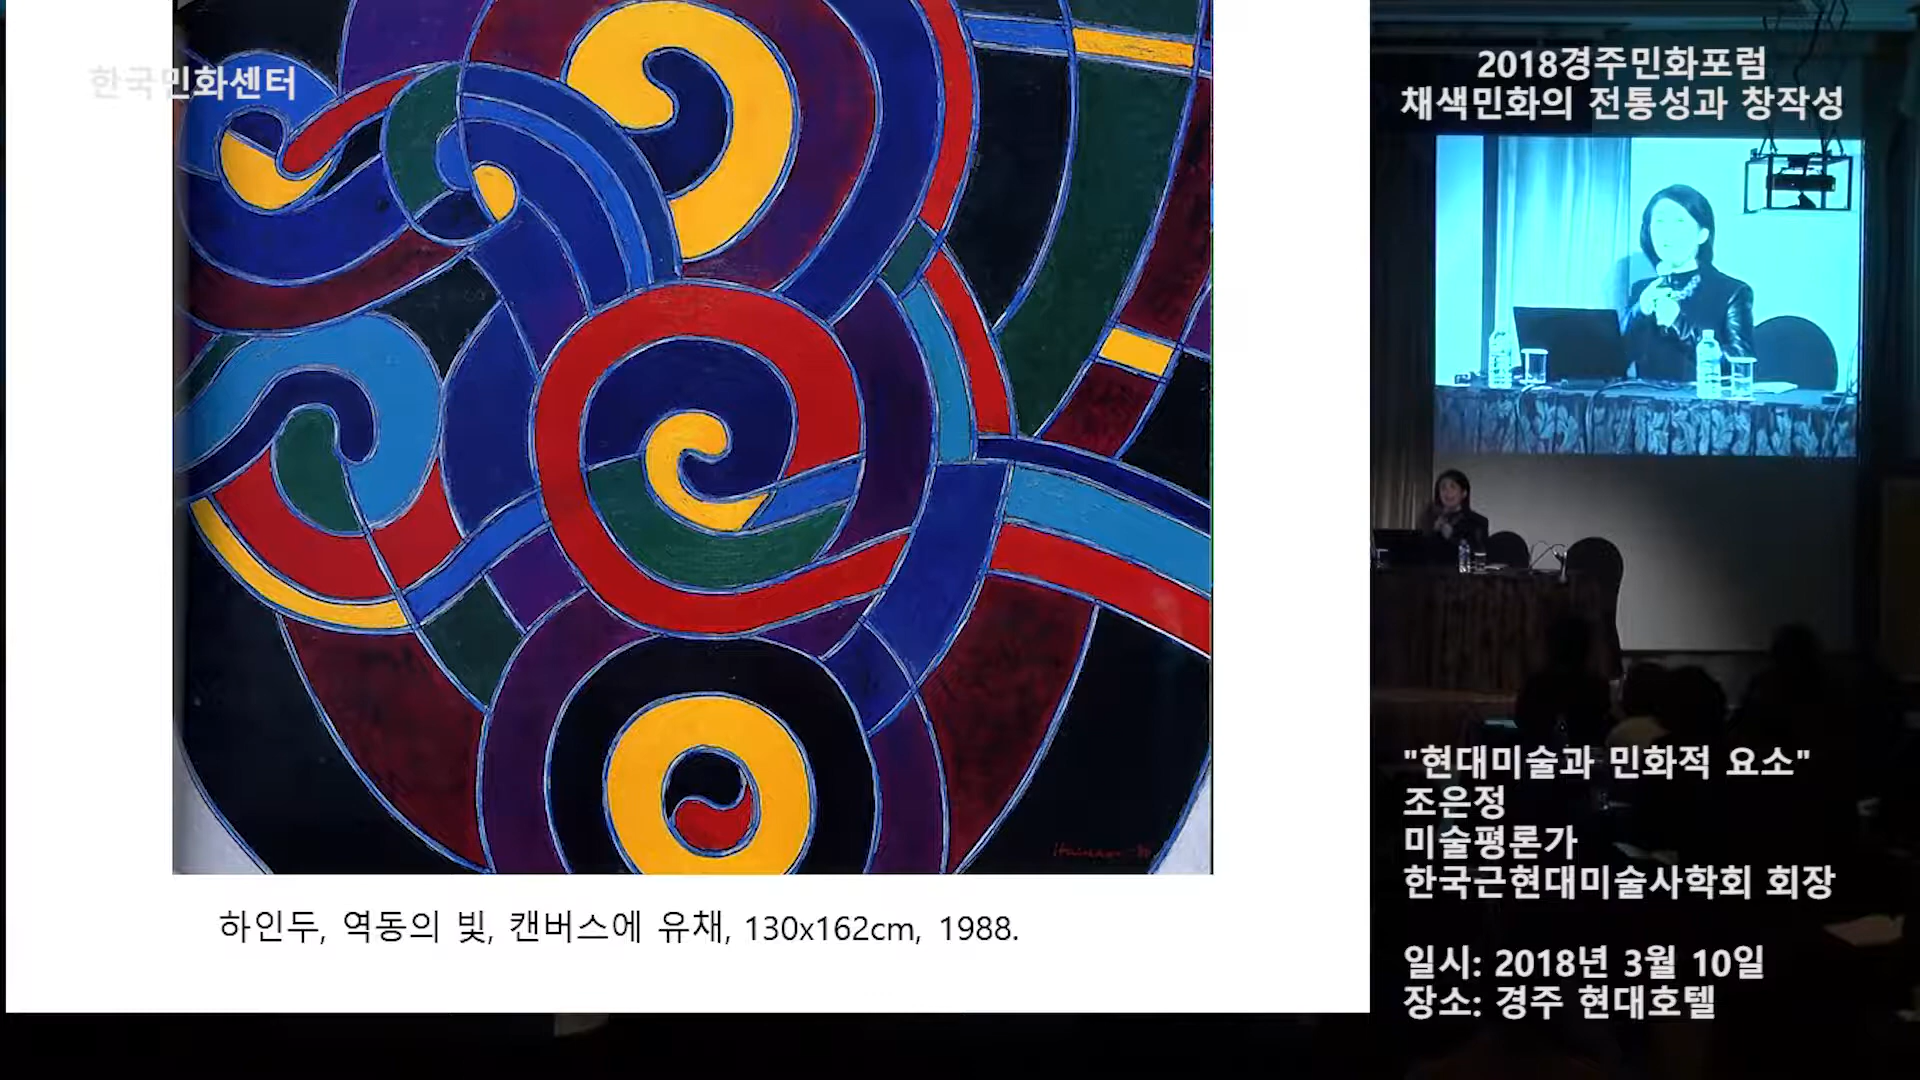 한국민화센터
하인두, 역동의 빛, 캔버스에 유채, 130x162cm, 1988.
2018경주민화포럼
채색민화의 전통성과 창작성
"현대미술과 민화적 요소"
조은정
미술평론가
한국근현대미술사학회 회장
일시: 2018년 3월 10일
장소: 경주 현대호텔